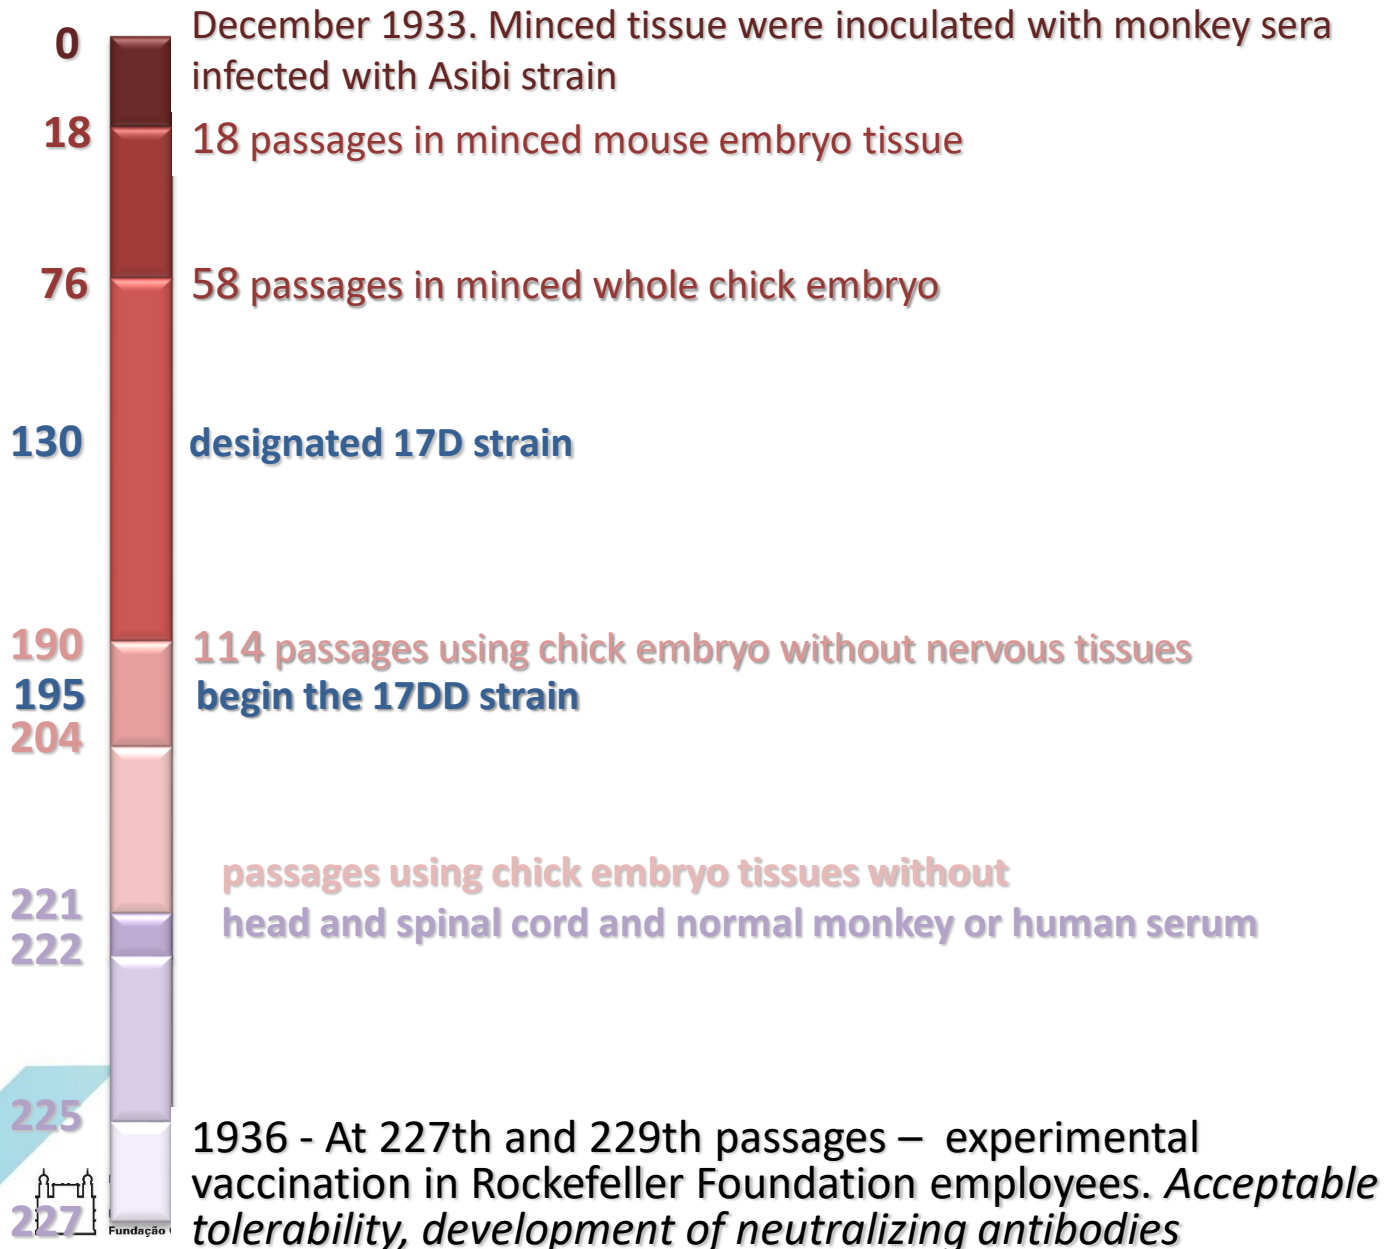 0
December 1933. Minced tissue were inoculated with monkey sera
infected with Asibi strain
18
18 passages in minced mouse embryo tissue
76
58 passages in minced whole chick embryo
130
designated 17D strain
190
114 passages using chick embryo without nervous tissues
195
begin the 17DD strain
204
passages using chick embryo tissues without
221
head and spinal cord and normal monkey or human serum
222
225
1936 - At 227th and 229th passages – experimental
vaccination in Rockefeller Foundation employees. Acceptable
227
Fundação
tolerability, development of neutralizing antibodies